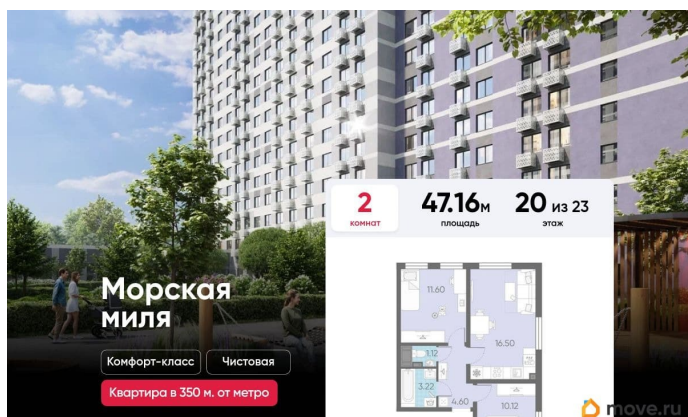 2
комнат
47.16м
площадь
20 из 23
этаж
Морская
миля
Комфорт-класс
Чистовая
Квартира в 350 м. от метро
11.60
16.50
1.12
3.22
4.60
10.12
move.ru